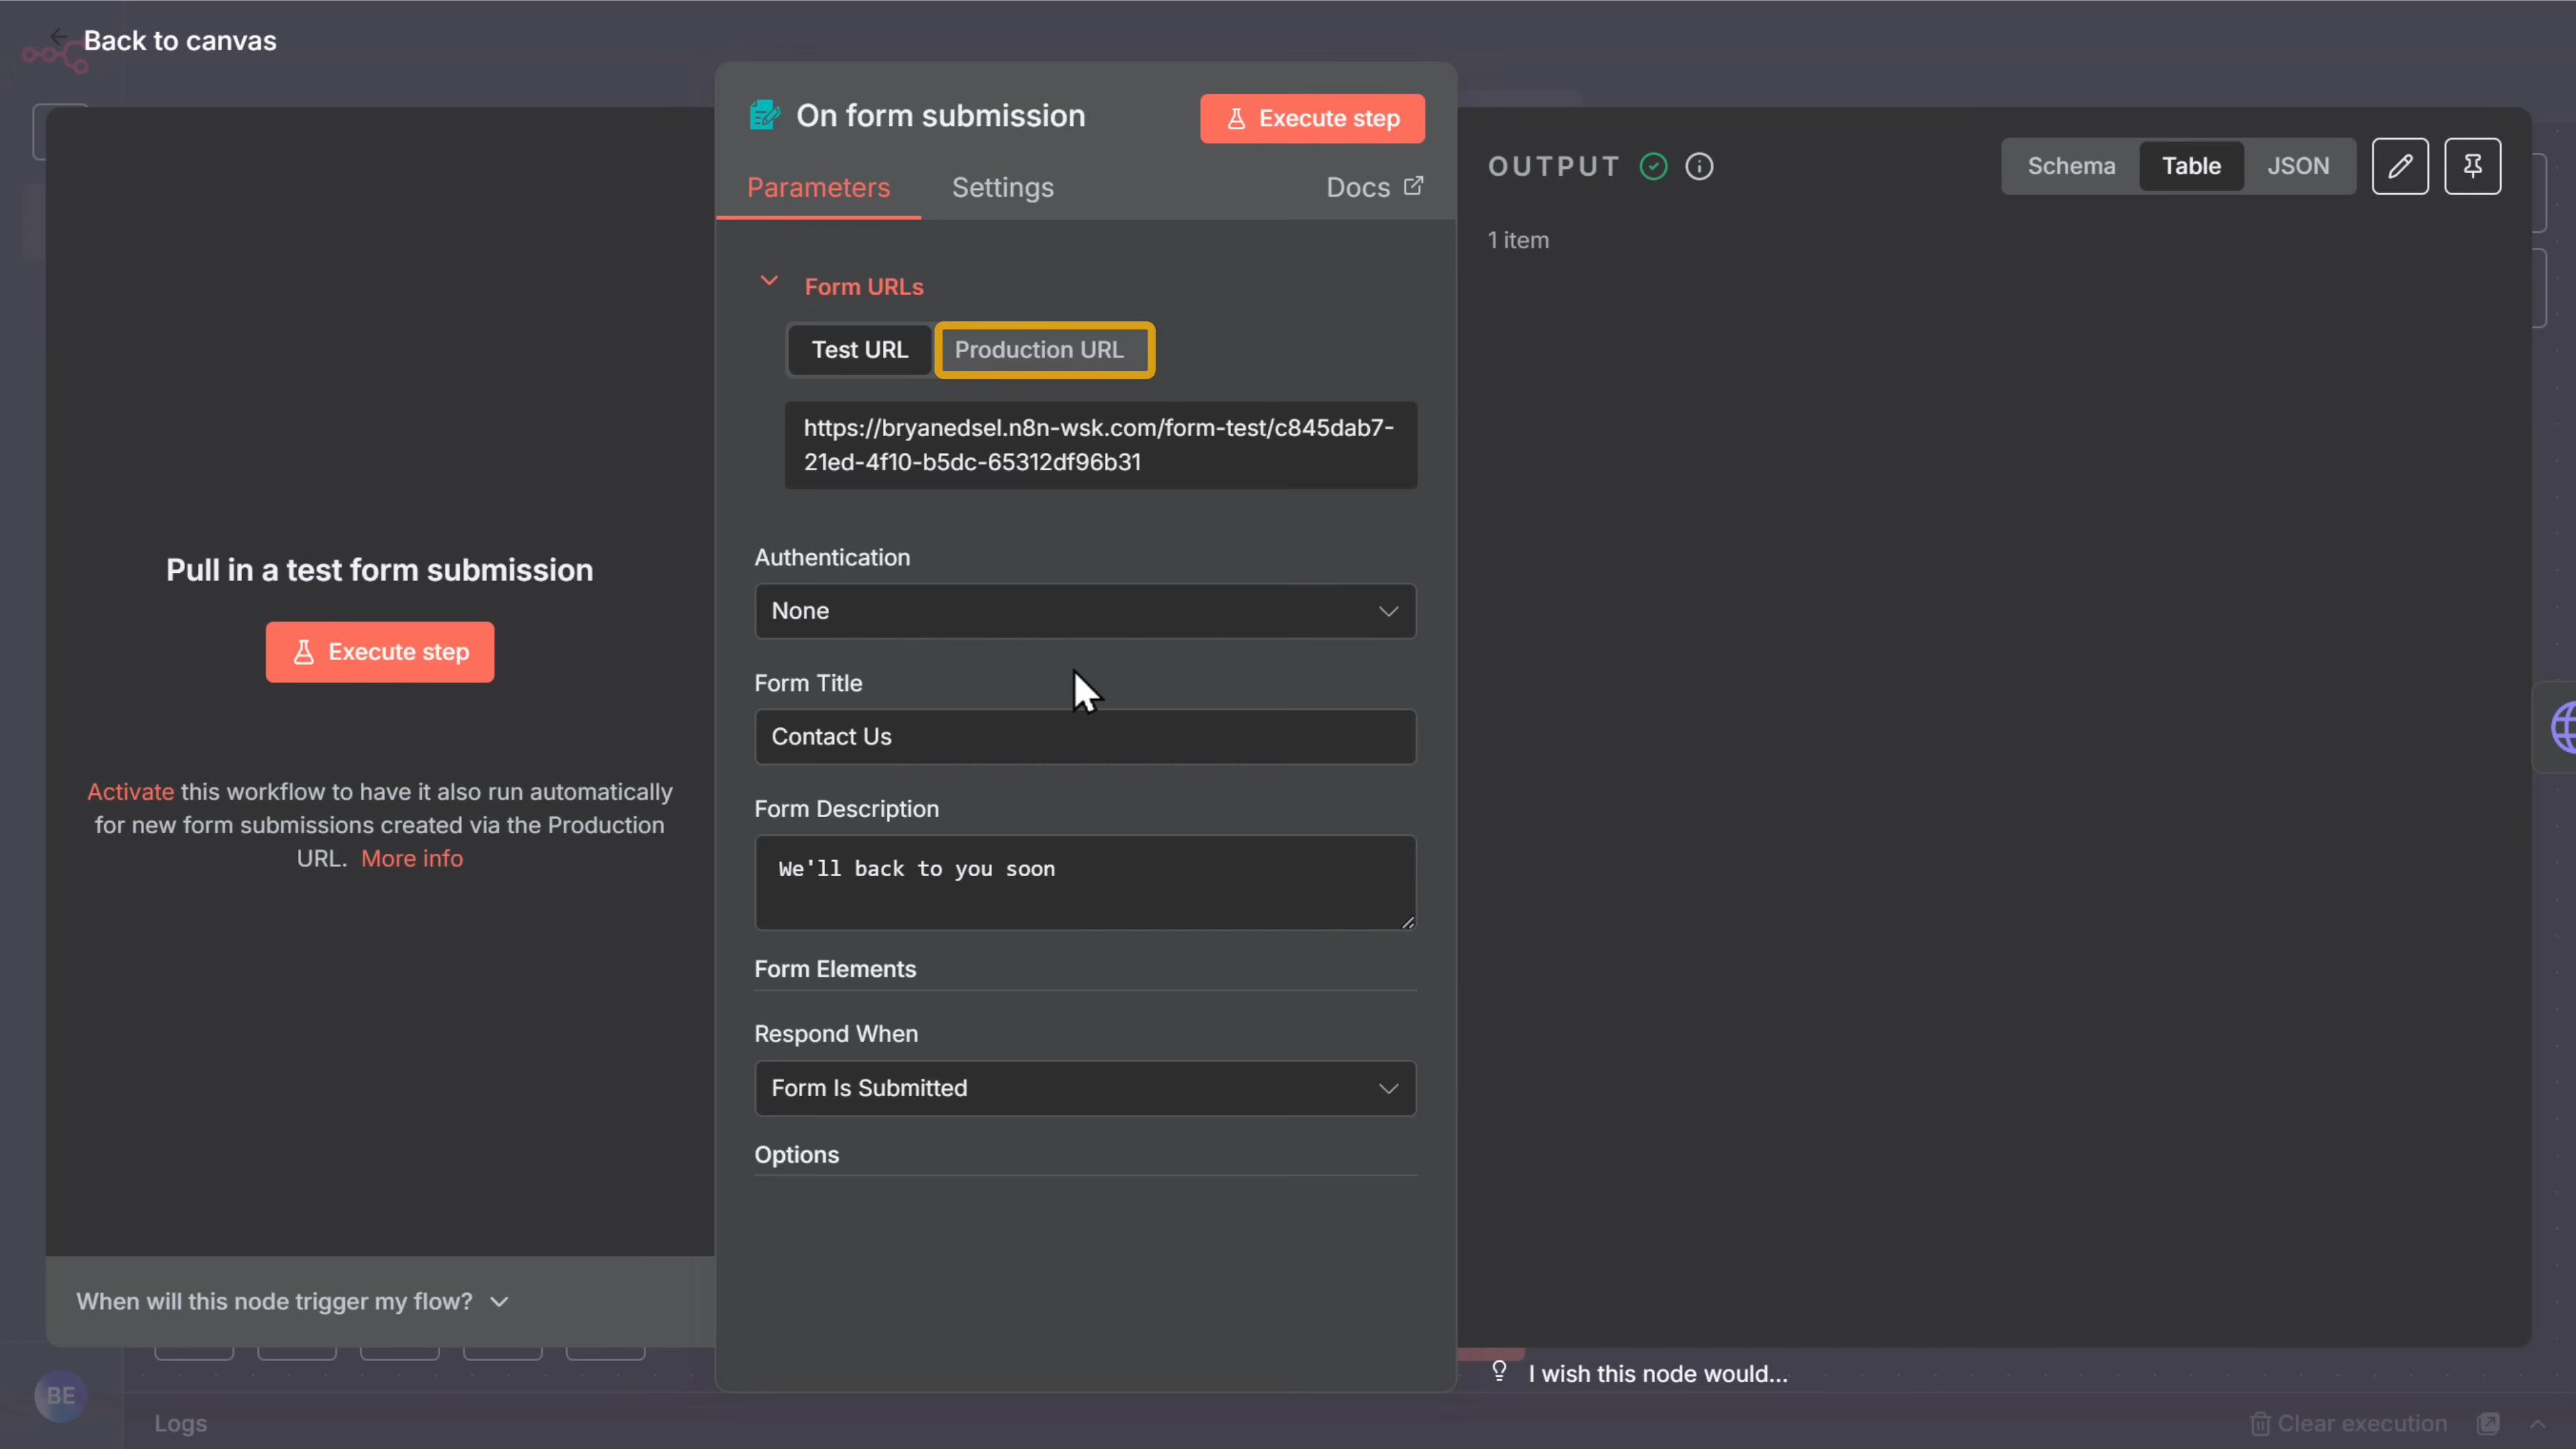 Back to canvas
On form submission
Execute step
Parameters
Settings
Docs
Form URLs
Test URL
Production URL
https://bryanedsel.n8n-wsk.com/form-test/c845dab7-
21ed-4f10-b5dc-65312df96b31
Authentication
None
Form Title
Contact Us
Form Description
We'll back to you soon
Form Elements
Respond When
Form Is Submitted
Options
Pull in a test form submission
Execute step
Activate this workflow to have it also run automatically
for new form submissions created via the Production
URL. More info
When will this node trigger my flow?
OUTPUT
Schema
Table
JSON
1 item
I wish this node would...
BE
Logs
Clear execution